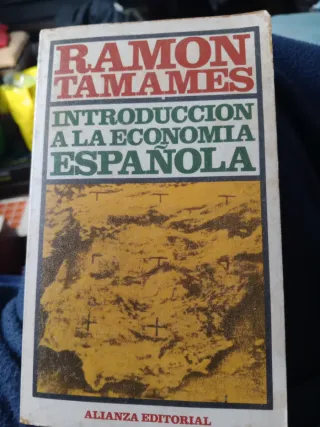 RAMON
TAMAMES
INTRODUCCION
A LA ECONOMIA
ESPAÑOLA
ALIANZA EDITORIAL